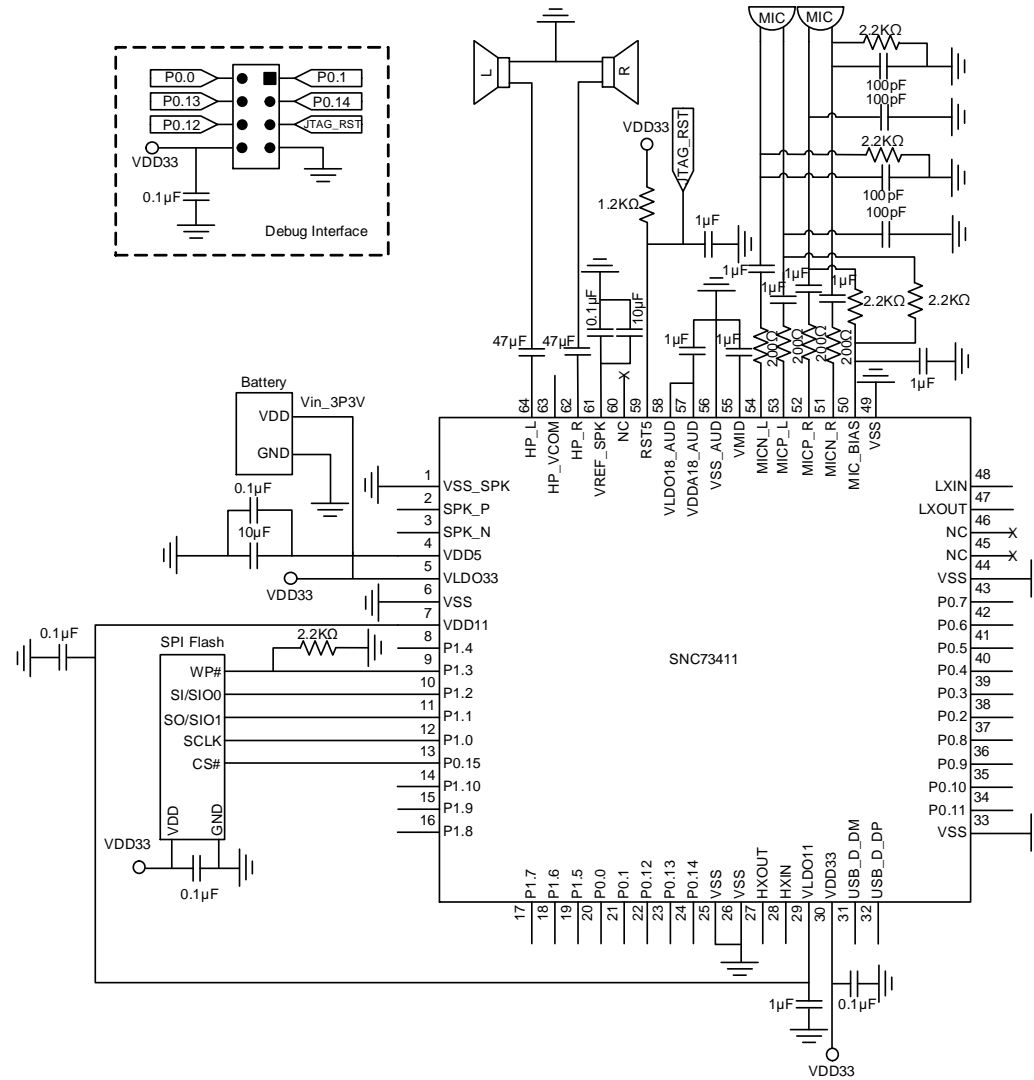 MIC MIC
2.2KΩ
100pF
100pF
2.2KΩ
100pF
100pF
P0.0 P0.1
P0.13 P0.14
P0.12 JTAG_RST
VDD33
0.1µF
Debug Interface
L R
VDD33
JTAG_RST
1.2KΩ
1µF
1µF
1µF
1µF
1µF
2.2KΩ
2.2KΩ
0.1µF
10µF
47µF
47µF
1µF
1µF
200Ω
200Ω
200Ω
200Ω
1µF
Battery
VDD
GND
Vin_3P3V
64 HP_L
63 HP_VCOM
62 HP_R
61 VREF_SPK
60 NC
59 RST5
58 VLDO18_AUD
57 VDDA18_AUD
56 VSS_AUD
55 VMID
54 MICN_L
53 MICP_L
52 MICP_R
51 MICN_R
50 MIC_BIAS
49 VSS
0.1µF
10µF
VDD33
1 VSS_SPK
2 SPK_P
3 SPK_N
4 VDD5
5 VLDO33
6 VSS
7 VDD11
8 P1.4
9 P1.3
10 P1.2
11 P1.1
12 P1.0
13 P0.15
14 P1.10
15 P1.9
16 P1.8
0.1µF
SPI Flash
2.2KΩ
WP#
SI/SIO0
SO/SIO1
SCLK
CS#
VDD
GND
VDD33
0.1µF
SNC73411
48 LXIN
47 LXOUT
46 NC
45 NC
44 VSS
43 P0.7
42 P0.6
41 P0.5
40 P0.4
39 P0.3
38 P0.2
37 P0.8
36 P0.9
35 P0.10
34 P0.11
33 VSS
17 P1.7
18 P1.6
19 P1.5
20 P0.0
21 P0.1
22 P0.12
23 P0.13
24 P0.14
25 VSS
26 VSS
27 HXOUT
28 HXIN
29 VLDO11
30 VDD33
31 USB_D_DM
32 USB_D_DP
1µF
0.1µF
VDD33